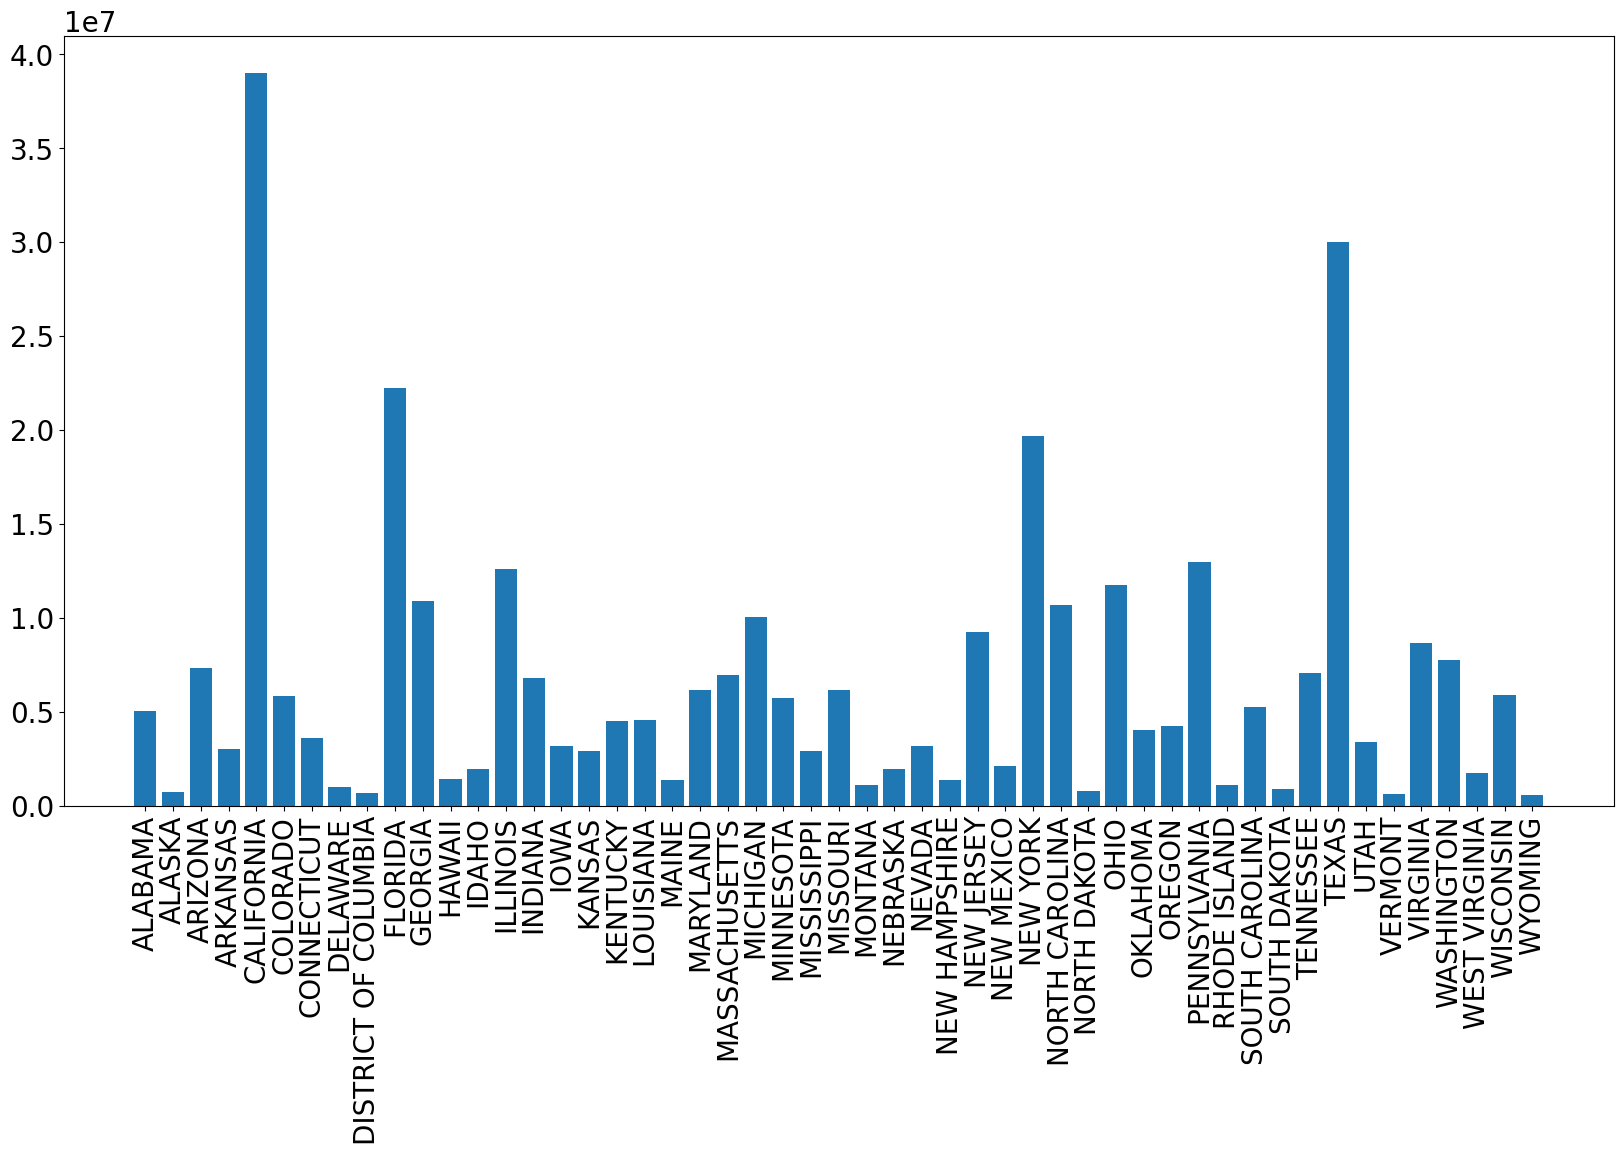 1e7
4.0
3.5
3.0
2.5
2.0
1.5
1.0
0.5
0.0
ALABAMA
ALASKA
ARIZONA
ARKANSAS
CALIFORNIA
COLORADO
CONNECTICUT
DELAWARE
DISTRICT OF COLUMBIA
FLORIDA
GEORGIA
HAWAII
IDAHO
ILLINOIS
INDIANA
IOWA
KANSAS
KENTUCKY
LOUISIANA
MAINE
MARYLAND
MASSACHUSETTS
MICHIGAN
MINNESOTA
MISSISSIPPI
MISSOURI
MONTANA
NEBRASKA
NEVADA
NEW HAMPSHIRE
NEW JERSEY
NEW MEXICO
NEW YORK
NORTH CAROLINA
NORTH DAKOTA
OHIO
OKLAHOMA
OREGON
PENNSYLVANIA
RHODE ISLAND
SOUTH CAROLINA
SOUTH DAKOTA
TENNESSEE
TEXAS
UTAH
VERMONT
VIRGINIA
WASHINGTON
WEST VIRGINIA
WISCONSIN
WYOMING